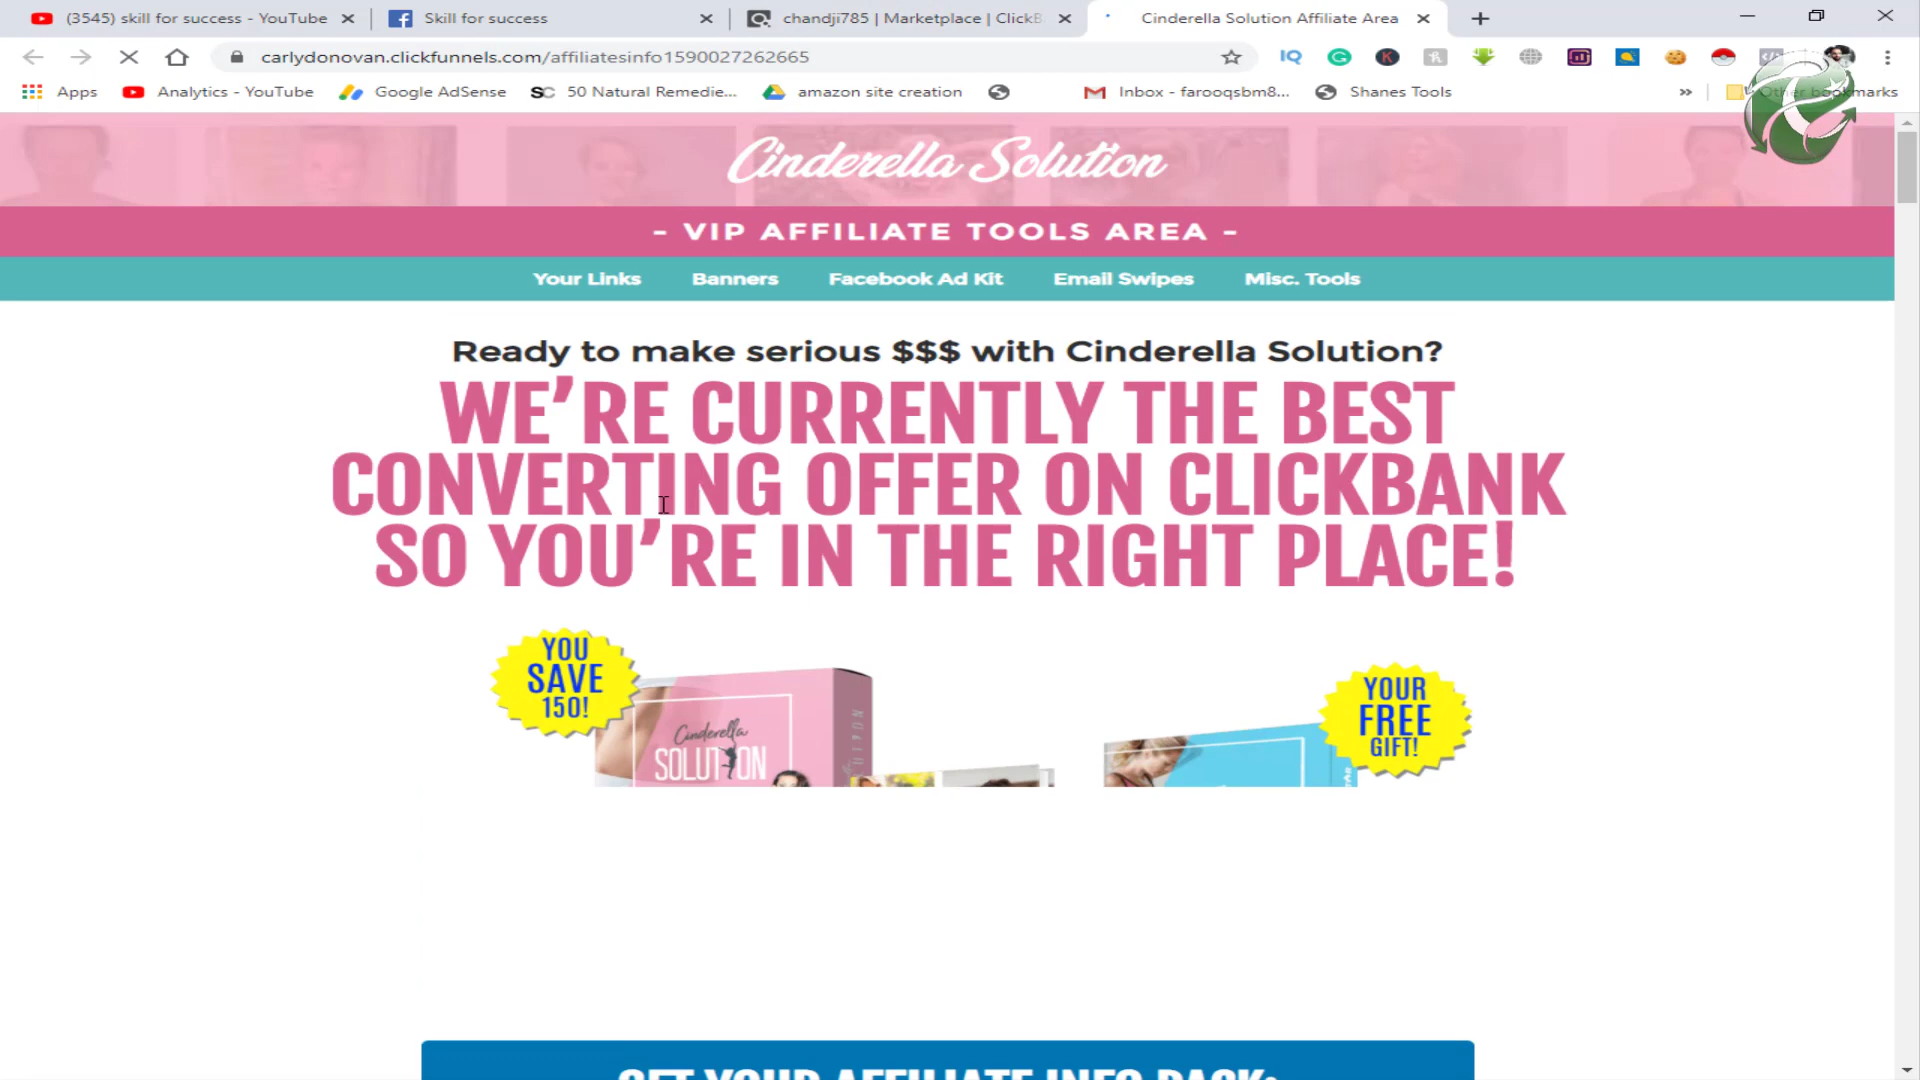 (3545) skill for success - YouTube
Skill for success
chandji785 | Marketplace | ClickB
Cinderella Solution Affiliate Area
carlydonovan.clickfunnels.com/affiliatesinfo1590027262665
Apps
Analytics - YouTube
Google AdSense
50 Natural Remedie...
amazon site creation
Inbox - farooqsbm8...
Shanes Tools
»
Other bookmarks
Cinderella Solution
- VIP AFFILIATE TOOLS AREA -
Your Links Banners Facebook Ad Kit Email Swipes Misc. Tools
Ready to make serious $$$ with Cinderella Solution?
WE’RE CURRENTLY THE BEST
CONVERTING OFFER ON CLICKBANK
SO YOU’RE IN THE RIGHT PLACE!
YOU
SAVE
150!
Cinderella
SOLUTION
YOUR
FREE
GIFT!
GET YOUR AFFILIATE INFO PACK: